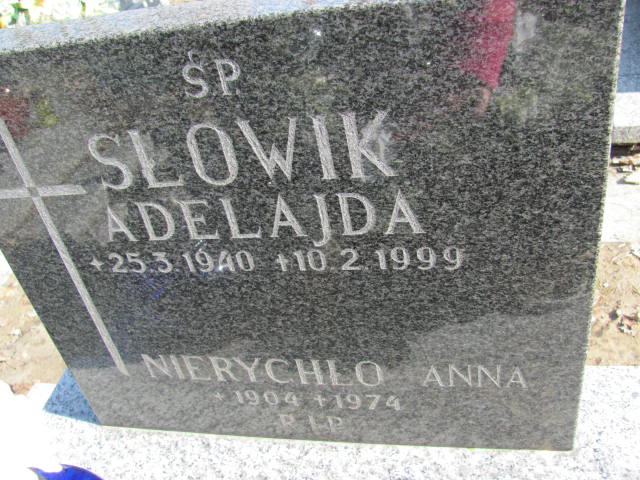 ŚP
SŁOWIK
ADELAJDA
+25.3.1940 +10.2.1999
NIERYCHŁO ANNA
+1904 +1974
R.I.P.